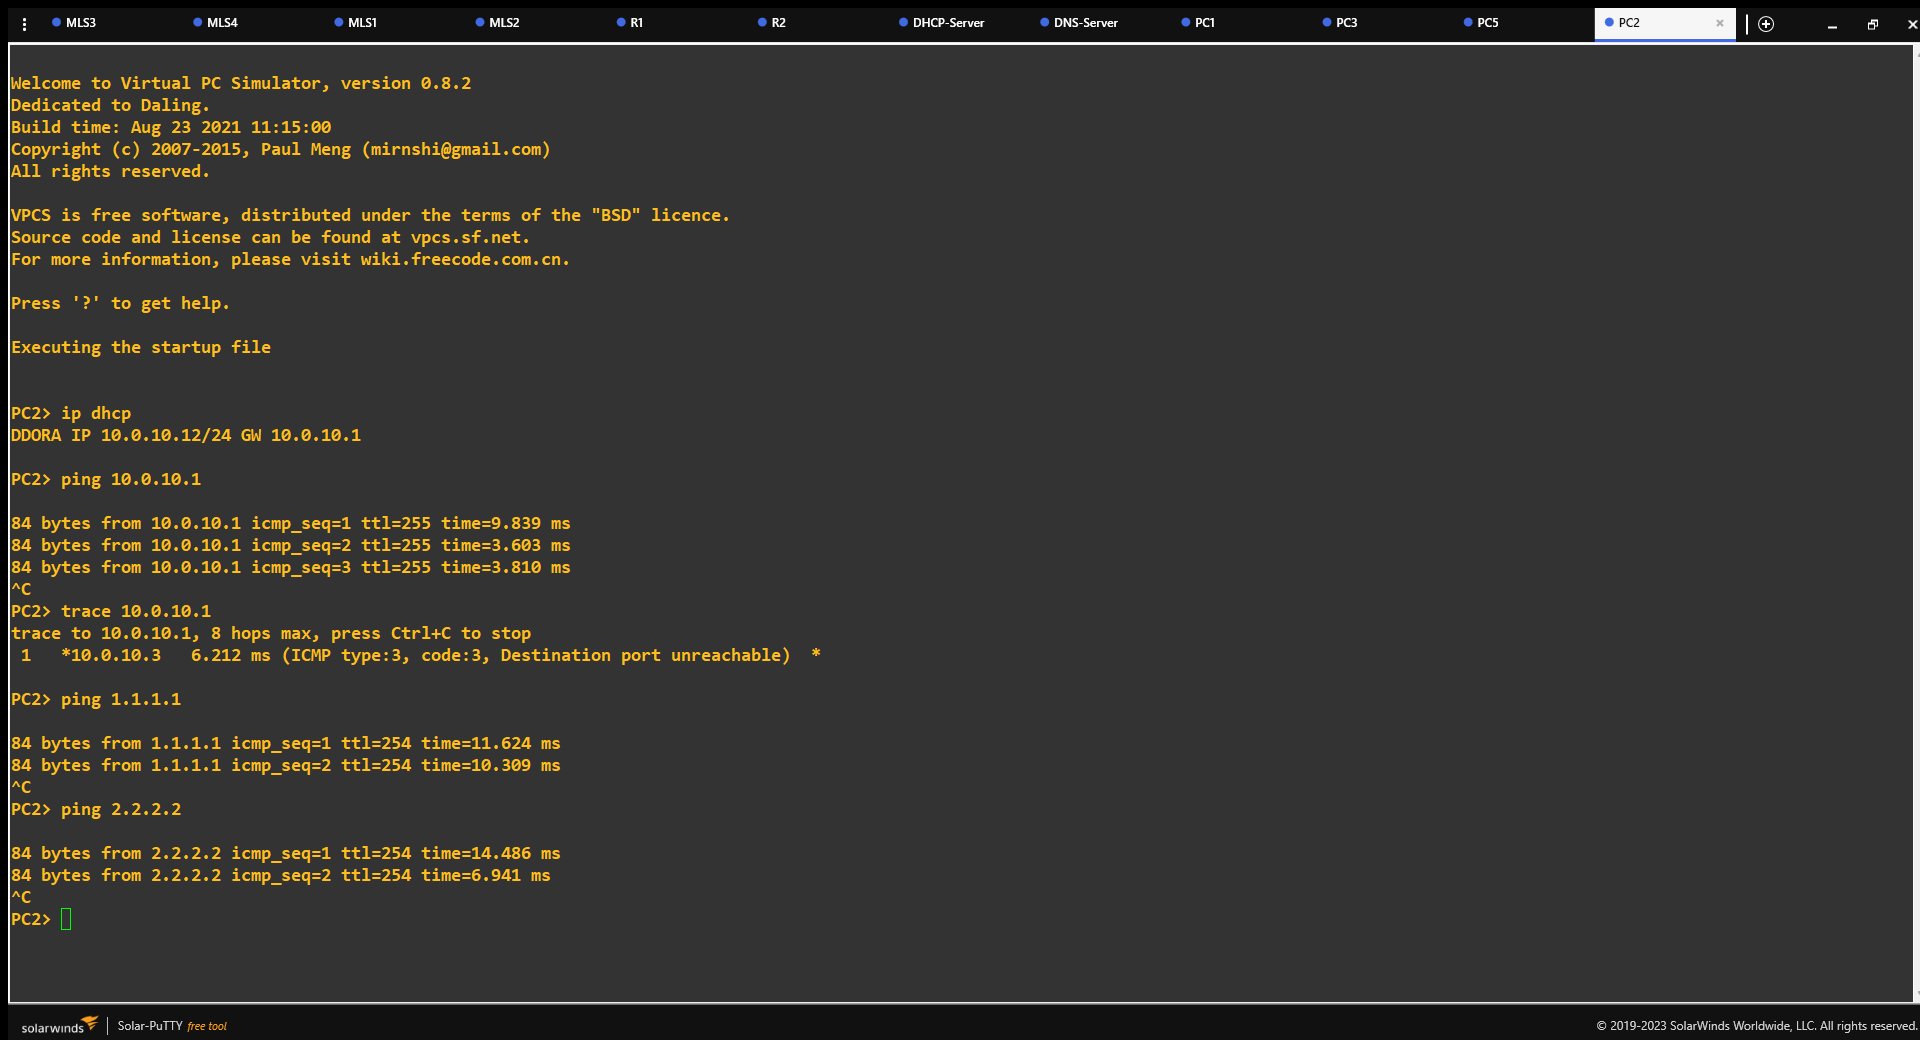 MLS3 MLS4 MLS1 MLS2 R1 R2 DHCP-Server DNS-Server PC1 PC3 PC5 PC2
Welcome to Virtual PC Simulator, version 0.8.2
Dedicated to Daling.
Build time: Aug 23 2021 11:15:00
Copyright (c) 2007-2015, Paul Meng (mirnshi@gmail.com)
All rights reserved.
VPCS is free software, distributed under the terms of the "BSD" licence.
Source code and license can be found at vpcs.sf.net.
For more information, please visit wiki.freecode.com.cn.
Press '?' to get help.
Executing the startup file
PC2> ip dhcp
DDORA IP 10.0.10.12/24 GW 10.0.10.1
PC2> ping 10.0.10.1
84 bytes from 10.0.10.1 icmp_seq=1 ttl=255 time=9.839 ms
84 bytes from 10.0.10.1 icmp_seq=2 ttl=255 time=3.603 ms
84 bytes from 10.0.10.1 icmp_seq=3 ttl=255 time=3.810 ms
^C
PC2> trace 10.0.10.1
trace to 10.0.10.1, 8 hops max, press Ctrl+C to stop
1   *10.0.10.3   6.212 ms (ICMP type:3, code:3, Destination port unreachable)  *
PC2> ping 1.1.1.1
84 bytes from 1.1.1.1 icmp_seq=1 ttl=254 time=11.624 ms
84 bytes from 1.1.1.1 icmp_seq=2 ttl=254 time=10.309 ms
^C
PC2> ping 2.2.2.2
84 bytes from 2.2.2.2 icmp_seq=1 ttl=254 time=14.486 ms
84 bytes from 2.2.2.2 icmp_seq=2 ttl=254 time=6.941 ms
^C
PC2>
solarwinds Solar-PuTTY free tool © 2019-2023 SolarWinds Worldwide, LLC. All rights reserved.